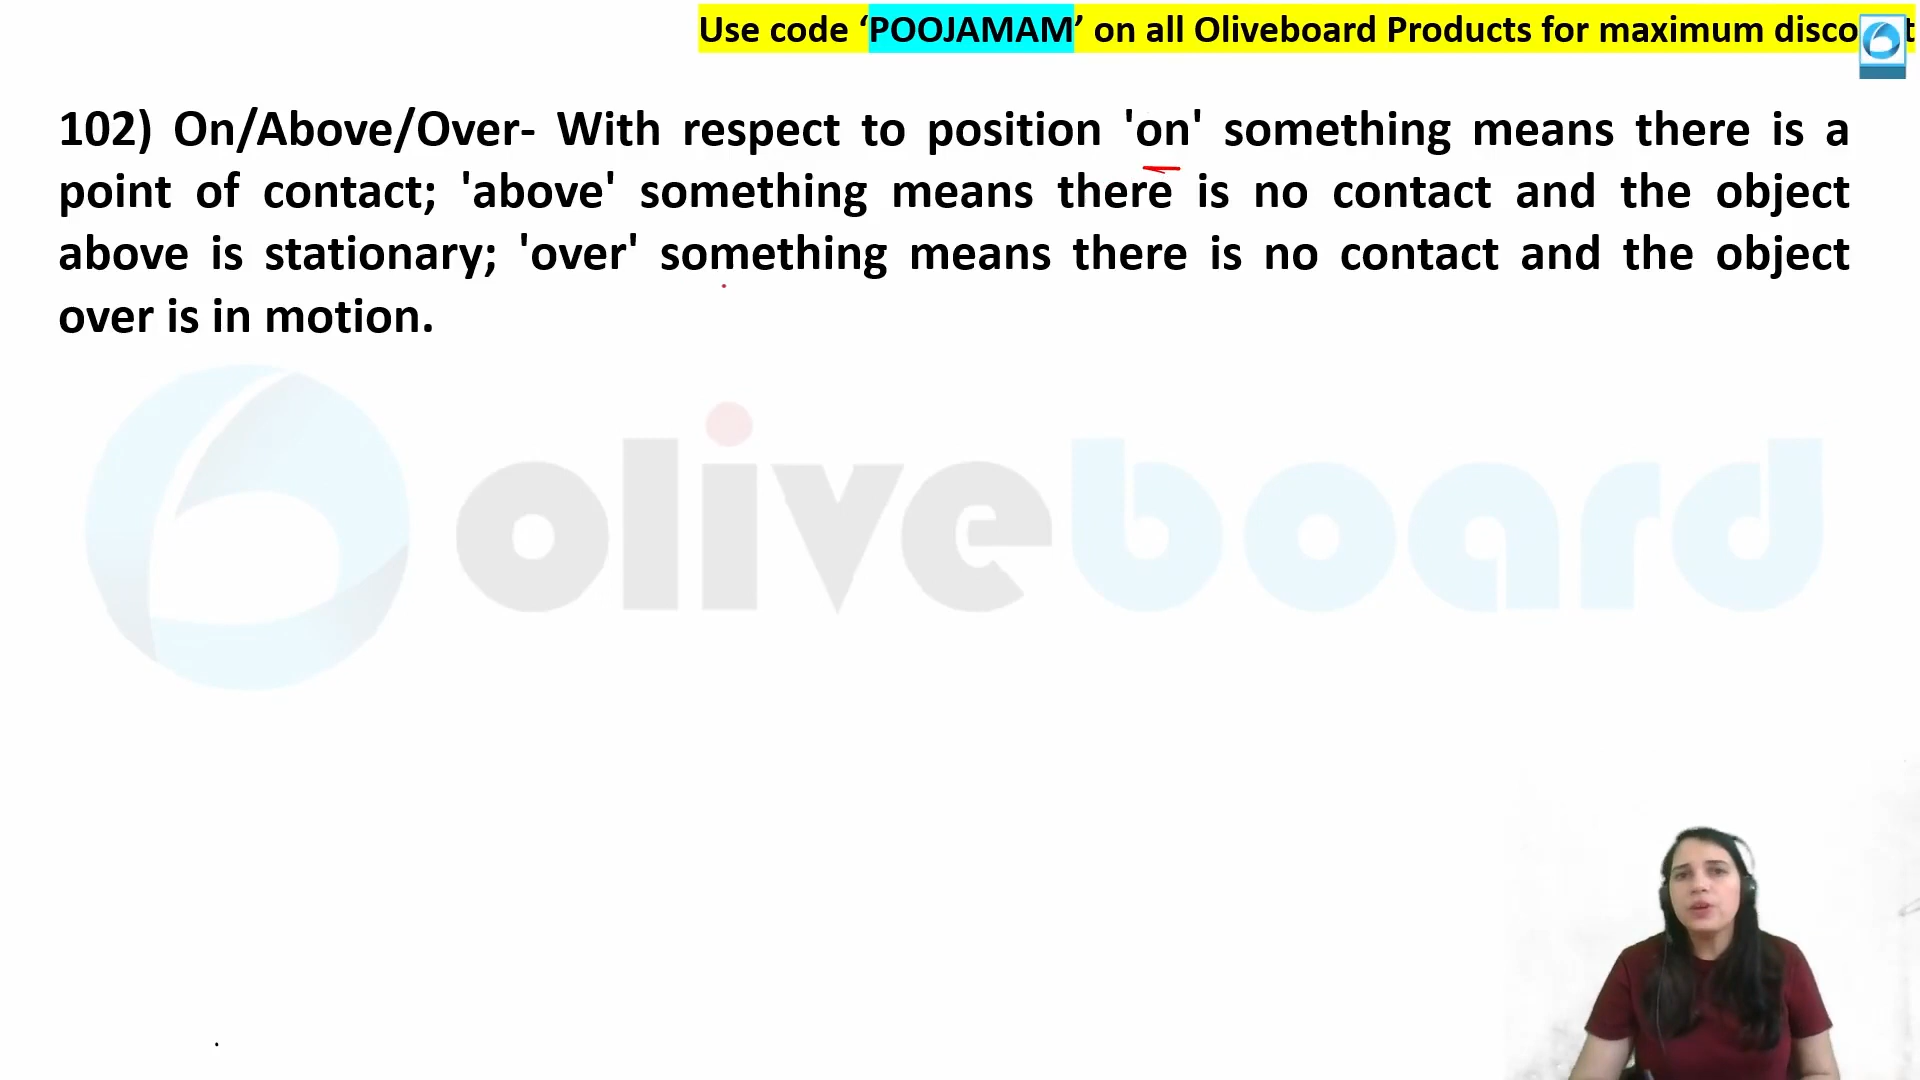 Use code ‘POOJAMAM’ on all Oliveboard Products for maximum
102) On/Above/Over- With respect to position 'on' something means there is a
point of contact; 'above' something means there is no contact and the object
above is stationary; 'over' something means there is no contact and the object
over is in motion.
oliveboard